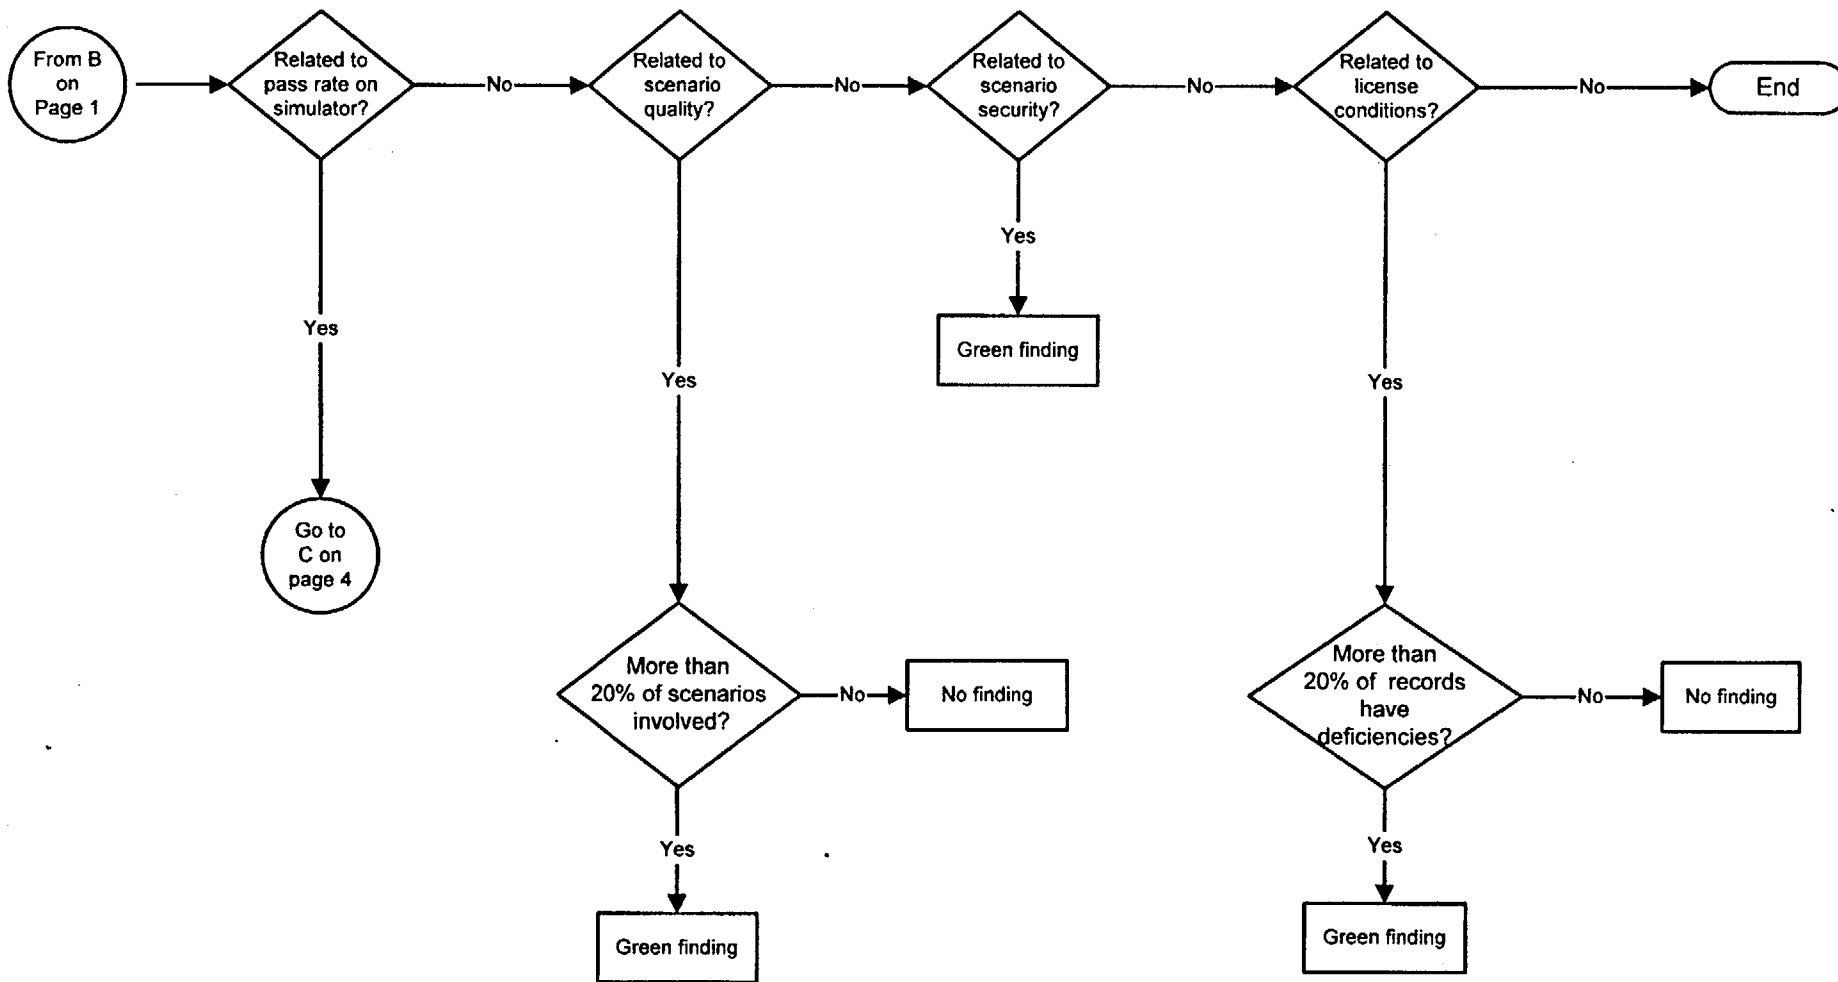 From B
on
Page 1
Related to
pass rate on
simulator?
No
Related to
scenario
quality?
No
Related to
scenario
security?
No
Related to
license
conditions?
No
End
Yes
Go to
C on
page 4
Yes
More than
20% of scenarios
involved?
No
No finding
Yes
Green finding
Yes
Green finding
Yes
More than
20% of records
have
deficiencies?
No
No finding
Yes
Green finding